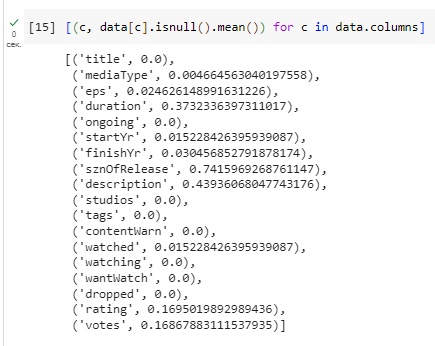 [15] [(c, data[c].isnull().mean()) for c in data.columns]
0
сек.
[('title', 0.0),
('mediaType', 0.004664563040197558),
('eps', 0.024626148991631226),
('duration', 0.3732336397311017),
('ongoing', 0.0),
('startYr', 0.015228426395939087),
('finishYr', 0.030456852791878174),
('sznOfRelease', 0.7415969268761147),
('description', 0.43936068047743176),
('studios', 0.0),
('tags', 0.0),
('contentWarn', 0.0),
('watched', 0.015228426395939087),
('watching', 0.0),
('wantWatch', 0.0),
('dropped', 0.0),
('rating', 0.1695019892989436),
('votes', 0.16867883111537935)]